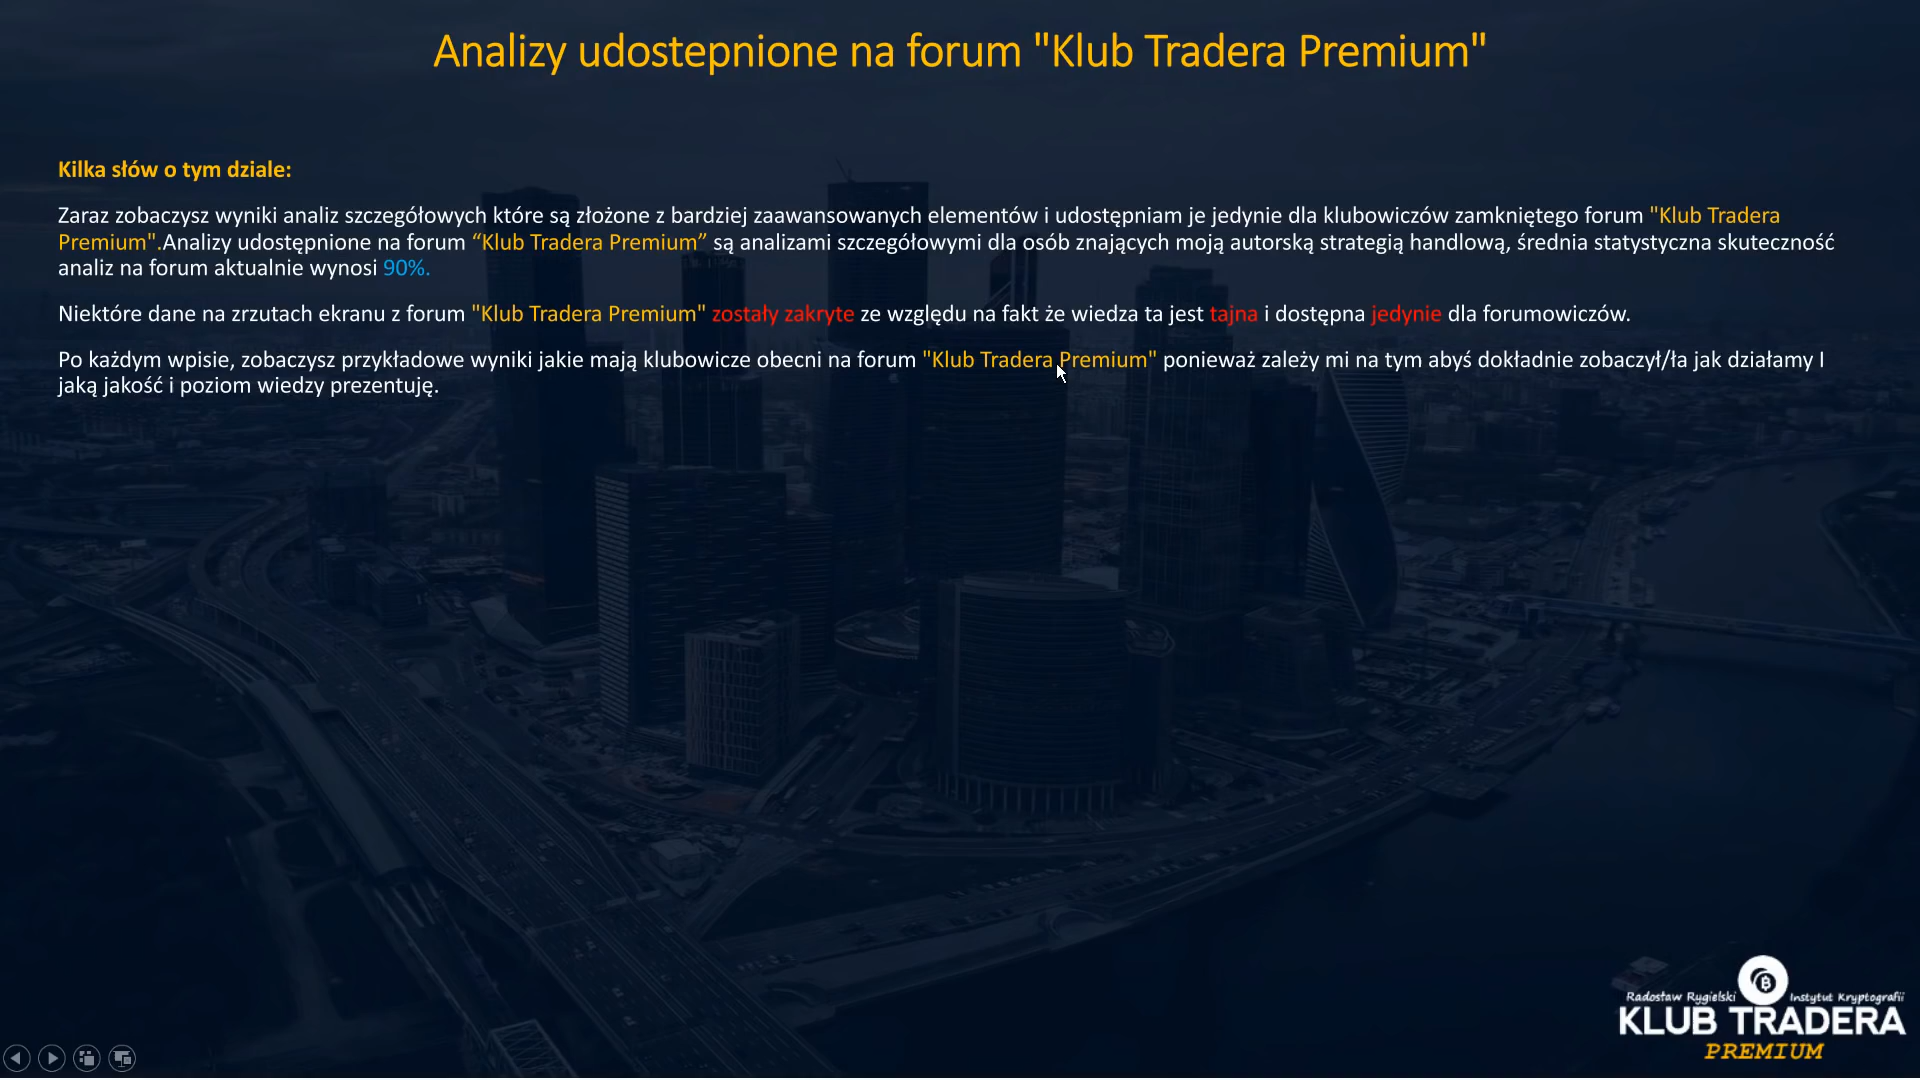 Analizy udostepnione na forum "Klub Tradera Premium"
Kilka słów o tym dziale:
Zaraz zobaczysz wyniki analiz szczegółowych które są złożone z bardziej zaawansowanych elementów i udostępniam je jedynie dla klubowiczów zamkniętego forum "Klub Tradera
Premium".Analizy udostępnione na forum “Klub Tradera Premium” są analizami szczegółowymi dla osób znających moją autorską strategią handlową, średnia statystyczna skuteczność
analiz na forum aktualnie wynosi 90%.
Niektóre dane na zrzutach ekranu z forum "Klub Tradera Premium" zostały zakryte ze względu na fakt że wiedza ta jest tajna i dostępna jedynie dla forumowiczów.
Po każdym wpisie, zobaczysz przykładowe wyniki jakie mają klubowicze obecni na forum "Klub Tradera Premium" ponieważ zależy mi na tym abyś dokładnie zobaczył/ła jak działamy I
jaką jakość i poziom wiedzy prezentuję.
Radosław Rygielski Instytut Kryptografii
KLUB TRADERA
PREMIUM